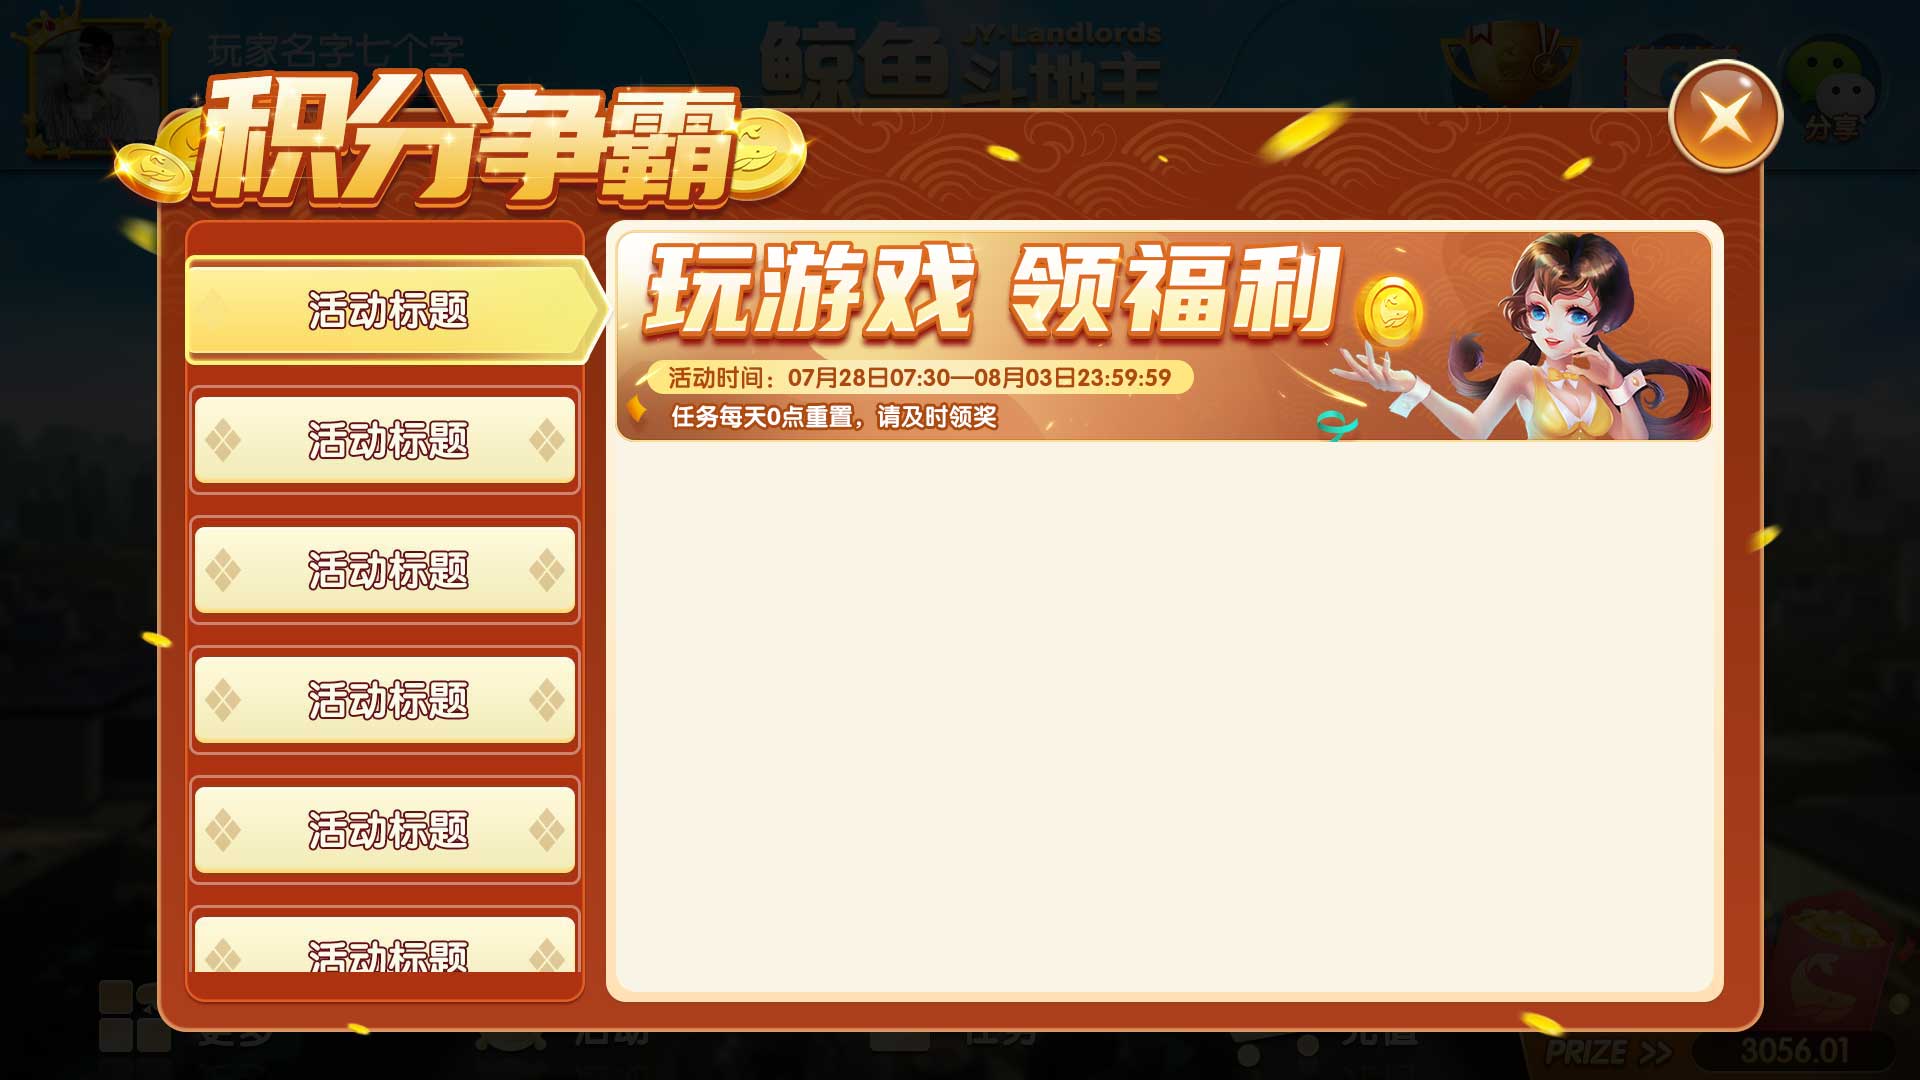 玩家名字七个字
鲸鱼
JY·Landlords
斗地主
分享
积分争霸
玩游戏 领福利
活动时间：07月28日07:30—08月03日23:59:59
任务每天0点重置，请及时领奖
活动标题
活动标题
活动标题
活动标题
活动标题
活动标题
更多
活动
任务
充值
PRIZE >>
3056.01